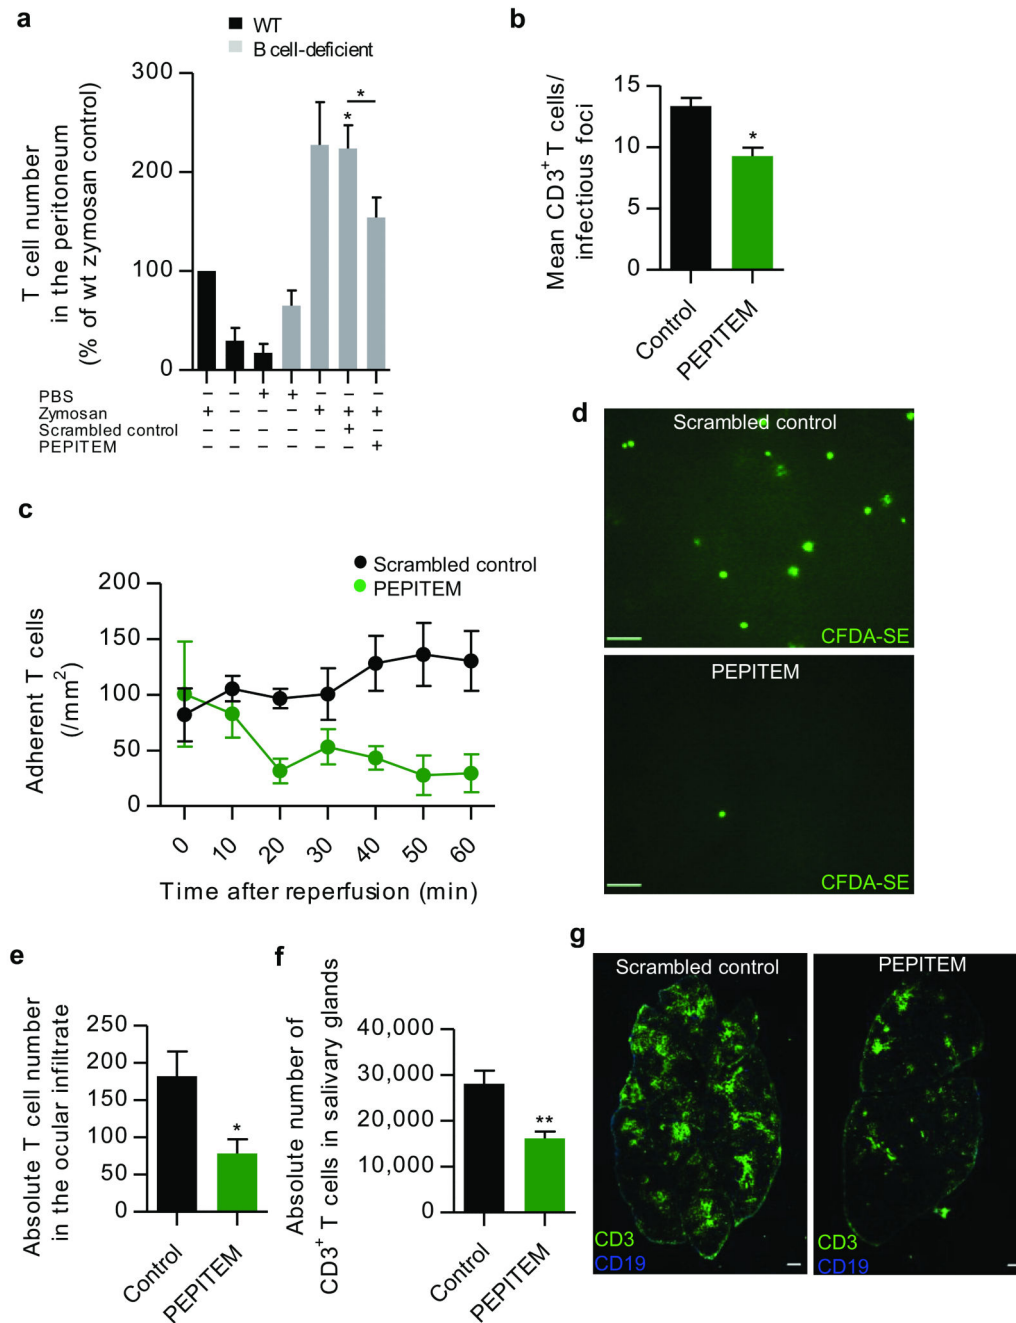 a
WT
B cell-deficient
T cell number
in the peritoneum
(% of wt zymosan control)
300
200
100
0
PBS − − + + − − −
Zymosan + − − − + + +
Scrambled control − − − − − + −
PEPITEM − − − − − − +
*
*
b
Mean CD3+ T cells/
infectious foci
15
10
5
0
15
*
Control
PEPITEM
c
Scrambled control
PEPITEM
Adherent T cells
(/mm2)
200
150
100
50
0
0 10 20 30 40 50 60
Time after reperfusion (min)
d
Scrambled control
CFDA-SE
PEPITEM
CFDA-SE
e
Absolute T cell number
in the ocular infiltrate
250
200
150
100
50
0
*
Control
PEPITEM
f
Absolute number of
CD3+ T cells in salivary glands
40,000
30,000
20,000
10,000
0
**
Control
PEPITEM
g
Scrambled control
CD3
CD19
PEPITEM
CD3
CD19